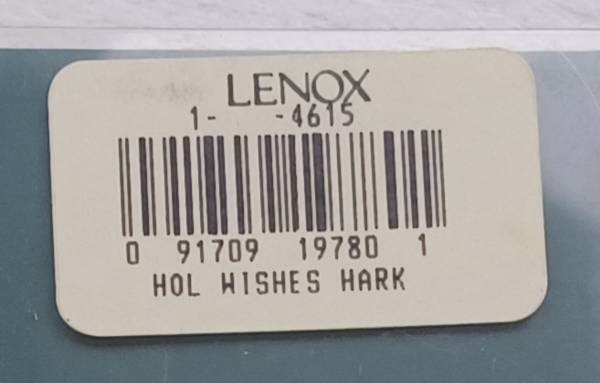 LENOX
1- -4615
0 91709 19780 1
HOL WISHES HARK